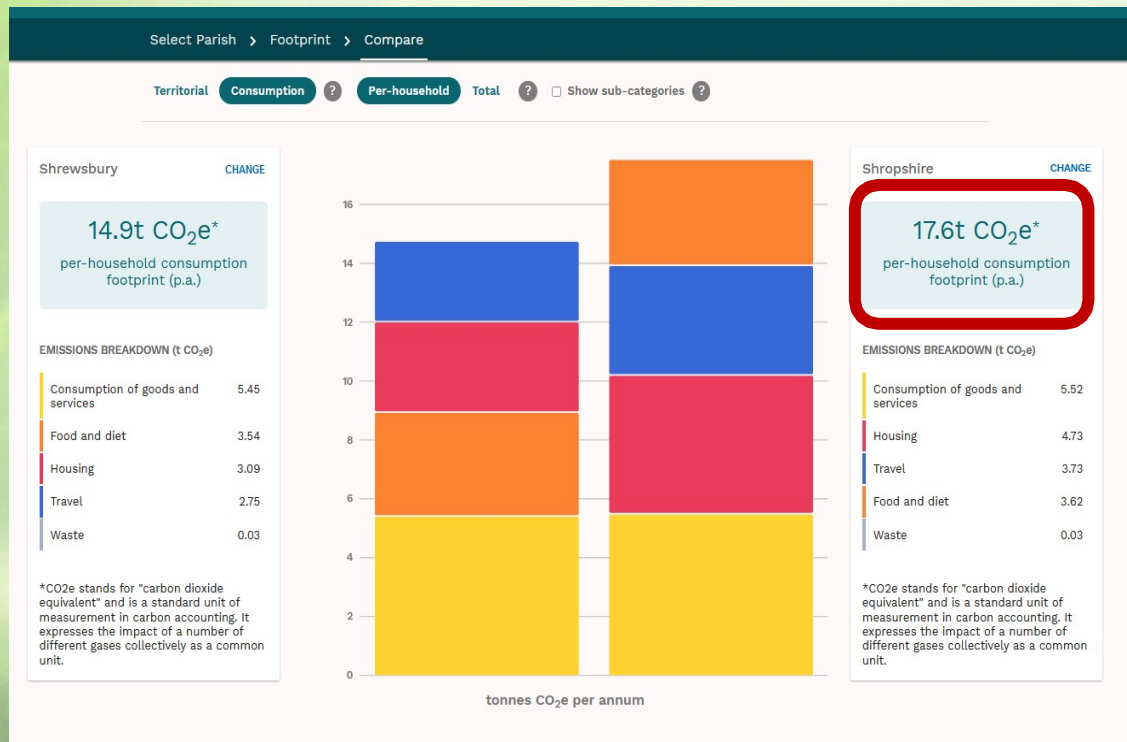 Select Parish > Footprint > Compare
Territorial Consumption ? Per-household Total ? Show sub-categories ?
Shrewsbury CHANGE
14.9t CO₂e*
per-household consumption
footprint (p.a.)
EMISSIONS BREAKDOWN (t CO₂e)
Consumption of goods and 5.45
services
Food and diet 3.54
Housing 3.09
Travel 2.75
Waste 0.03
*CO2e stands for "carbon dioxide
equivalent" and is a standard unit of
measurement in carbon accounting. It
expresses the impact of a number of
different gases collectively as a common
unit.
16
14
12
10
8
6
4
2
0
tonnes CO₂e per annum
Shropshire CHANGE
17.6t CO₂e*
per-household consumption
footprint (p.a.)
EMISSIONS BREAKDOWN (t CO₂e)
Consumption of goods and 5.52
services
Housing 4.73
Travel 3.73
Food and diet 3.62
Waste 0.03
*CO2e stands for "carbon dioxide
equivalent" and is a standard unit of
measurement in carbon accounting. It
expresses the impact of a number of
different gases collectively as a common
unit.